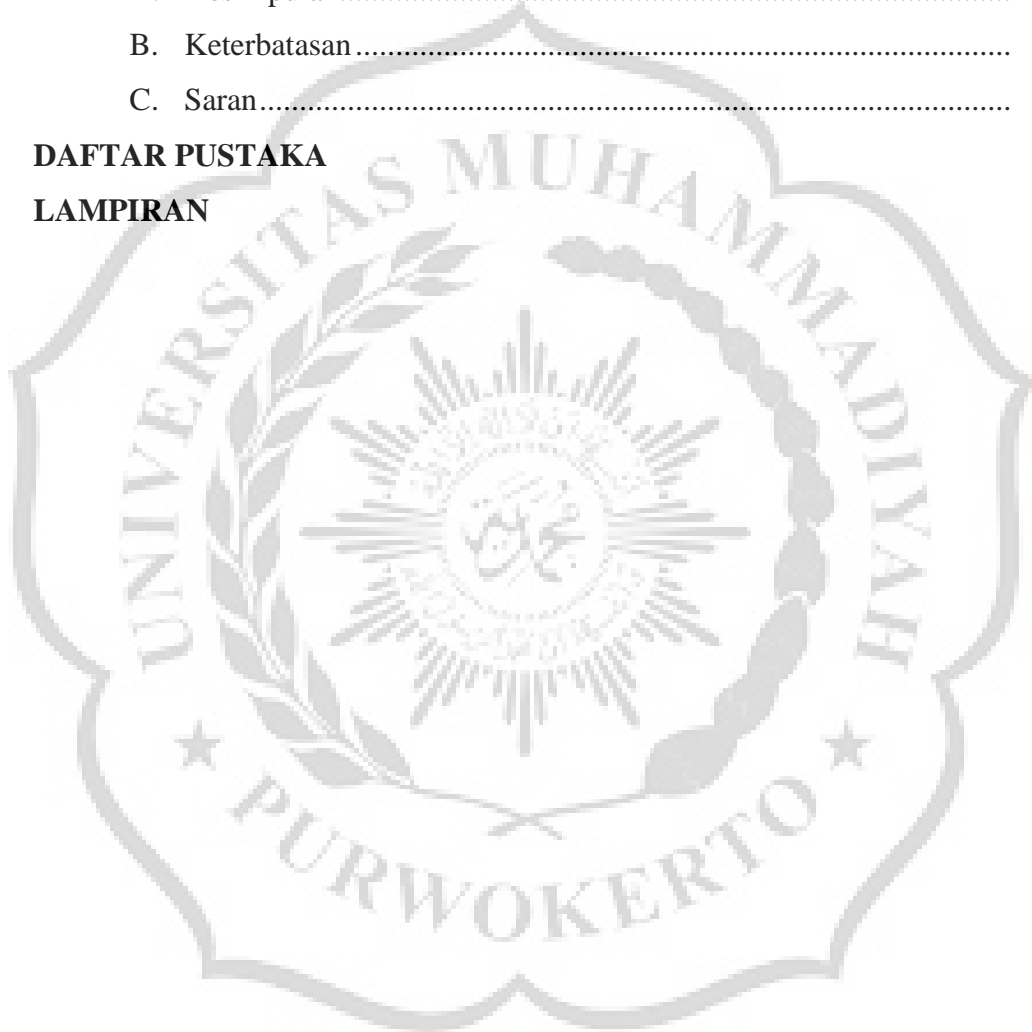 B. Keterbatasan ....................................................................................
C. Saran ....................................................................................
DAFTAR PUSTAKA
LAMPIRAN
UNIVERSITAS MUHAMMADIYAH
PURWOKERTO